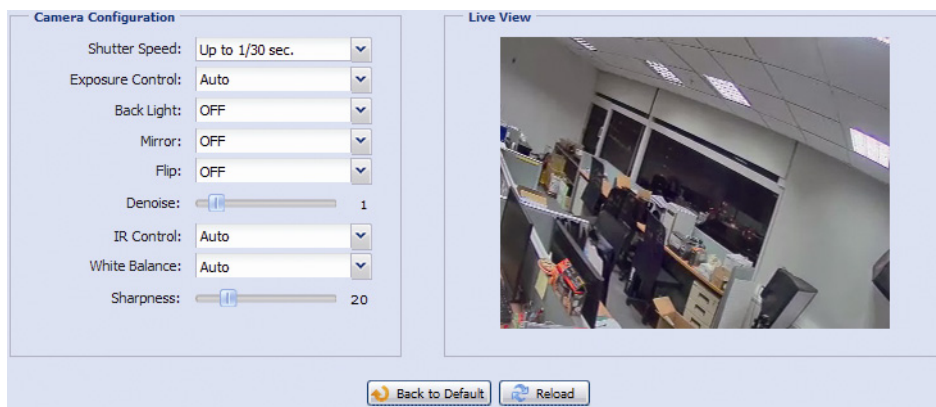 Camera Configuration
Shutter Speed: Up to 1/30 sec.
Exposure Control: Auto
Back Light: OFF
Mirror: OFF
Flip: OFF
Denoise: 1
IR Control: Auto
White Balance: Auto
Sharpness: 20
Live View
Back to Default
Reload